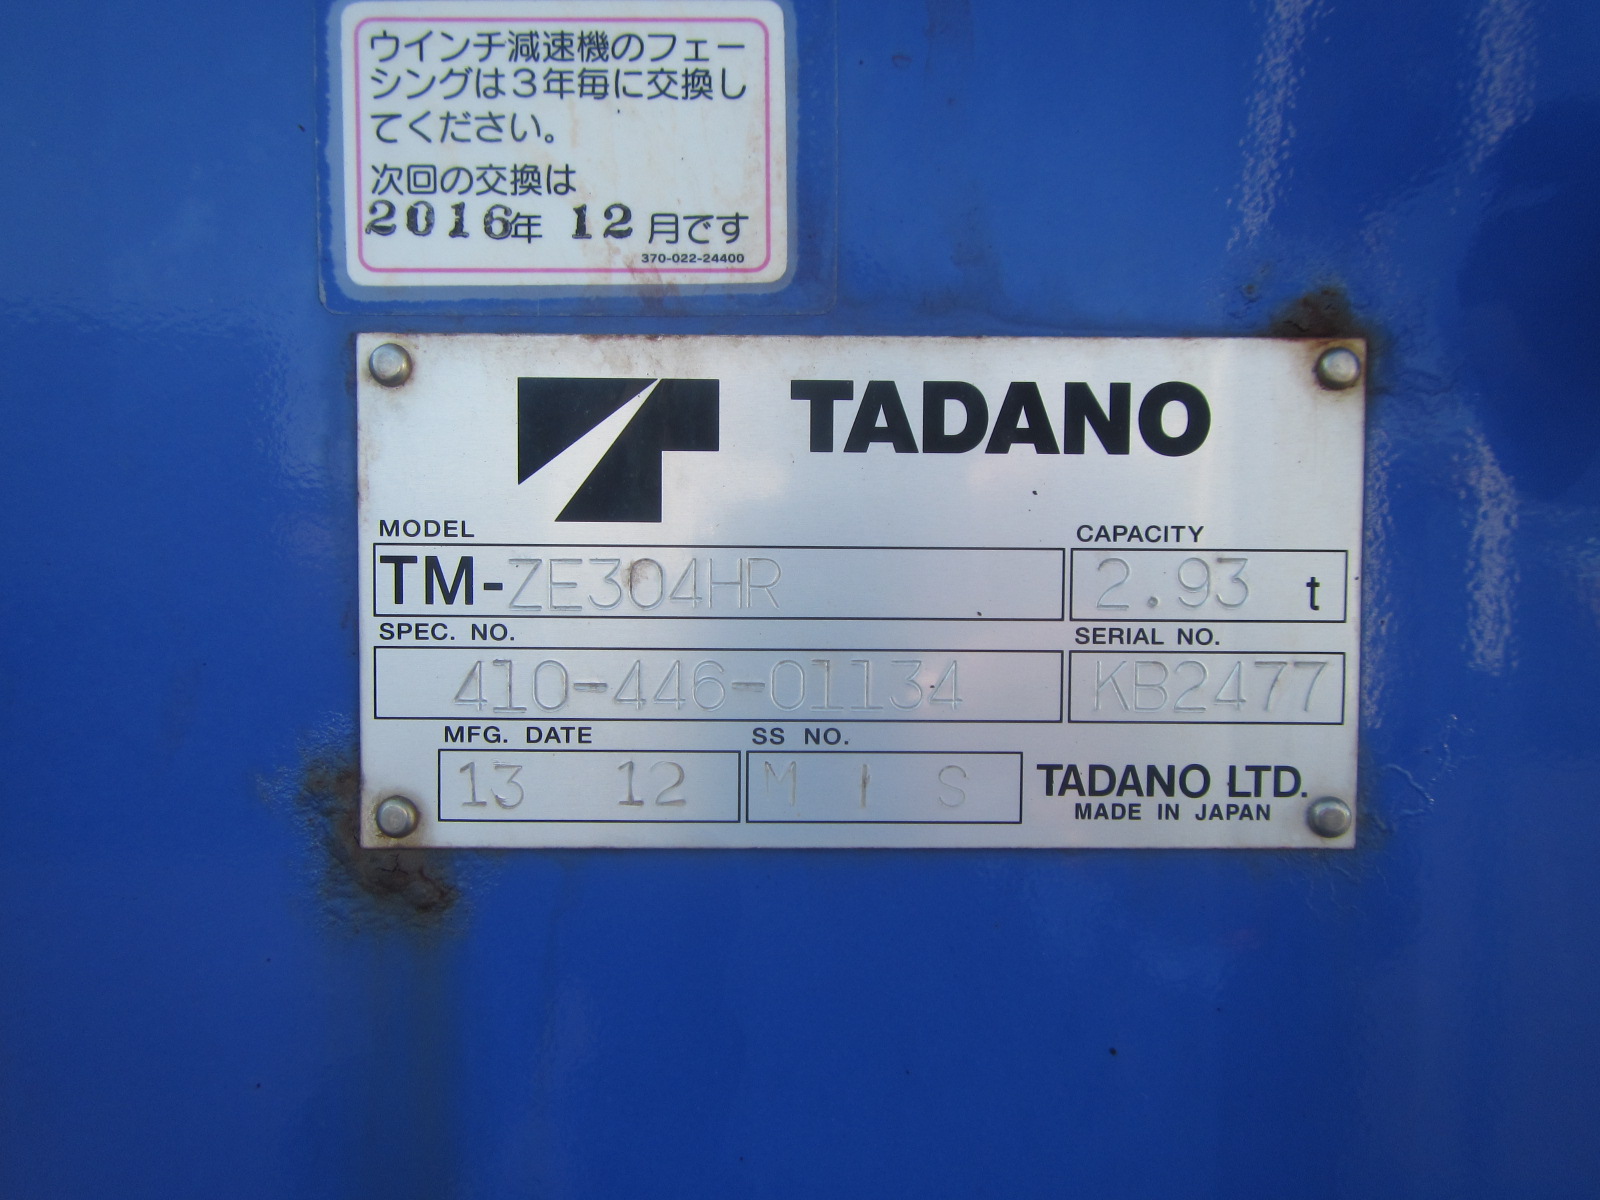 ウインチ減速機のフェー
シングは3年毎に交換し
てください。
次回の交換は
2016年 12月です
370-022-24400
TADANO
MODEL
TM-ZE304HR
CAPACITY
2.93 t
SPEC. NO.
410-446-01134
SERIAL NO.
KB2477
MFG. DATE
13 12
SS NO.
M I S
TADANO LTD.
MADE IN JAPAN